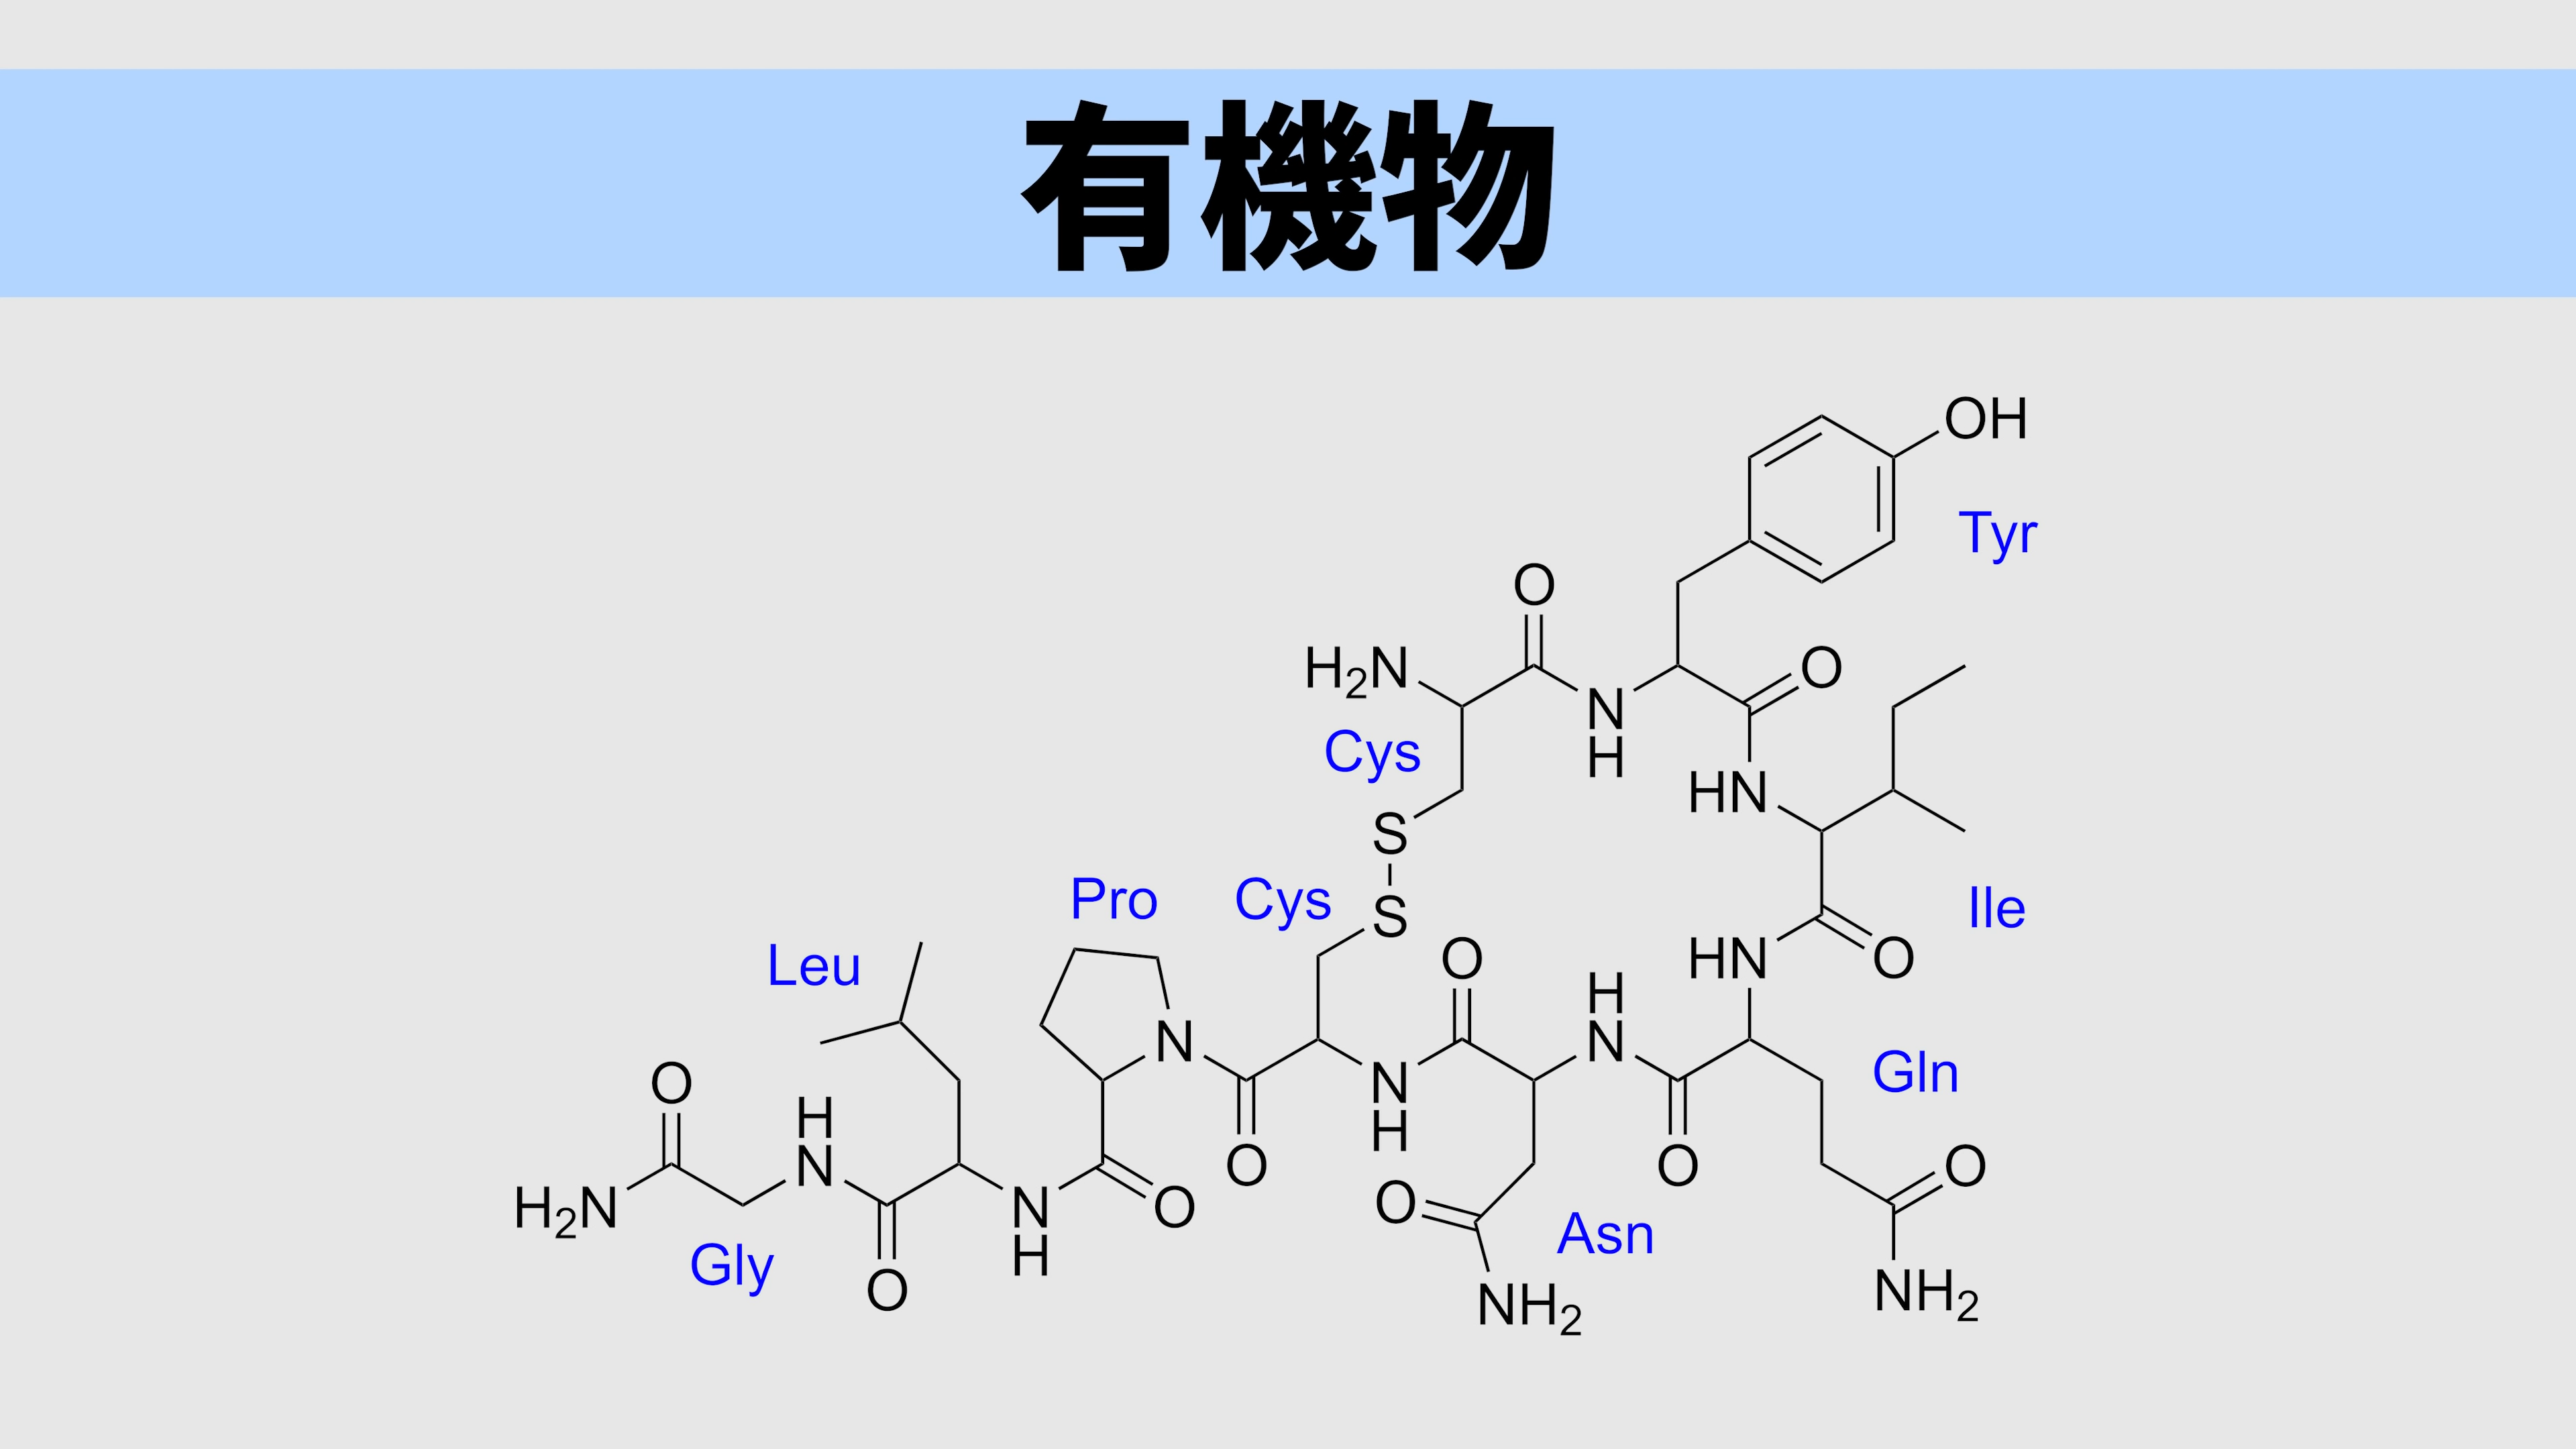 有機物
OH
Tyr
O
H₂N
O
N
H
Cys
HN
S
Pro
Cys
S
Ile
Leu
O
H
HN
O
N
N
Gln
O
H
N
H
N
O
O
O
H₂N
N
H
O
O
Asn
Gly
O
NH₂
NH₂